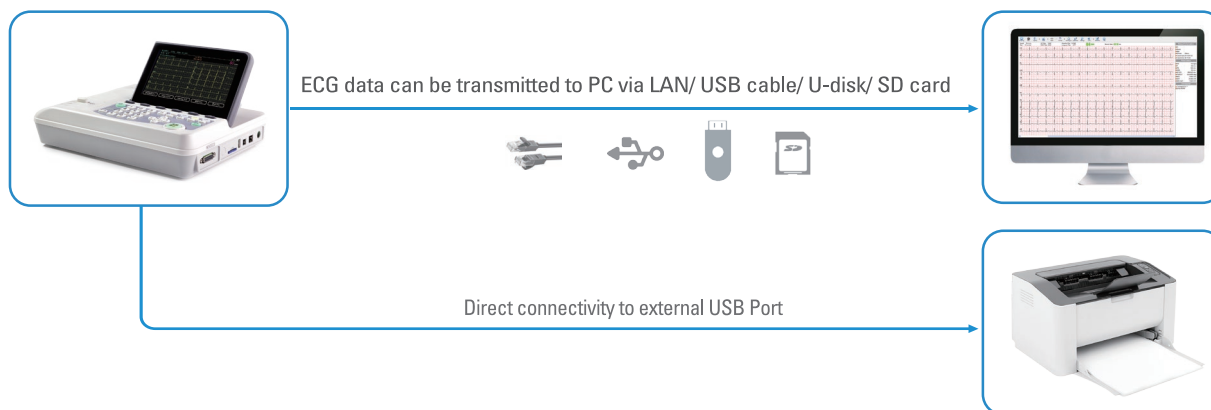 ECG data can be transmitted to PC via LAN/ USB cable/ U-disk/ SD card
SD
Direct connectivity to external USB Port